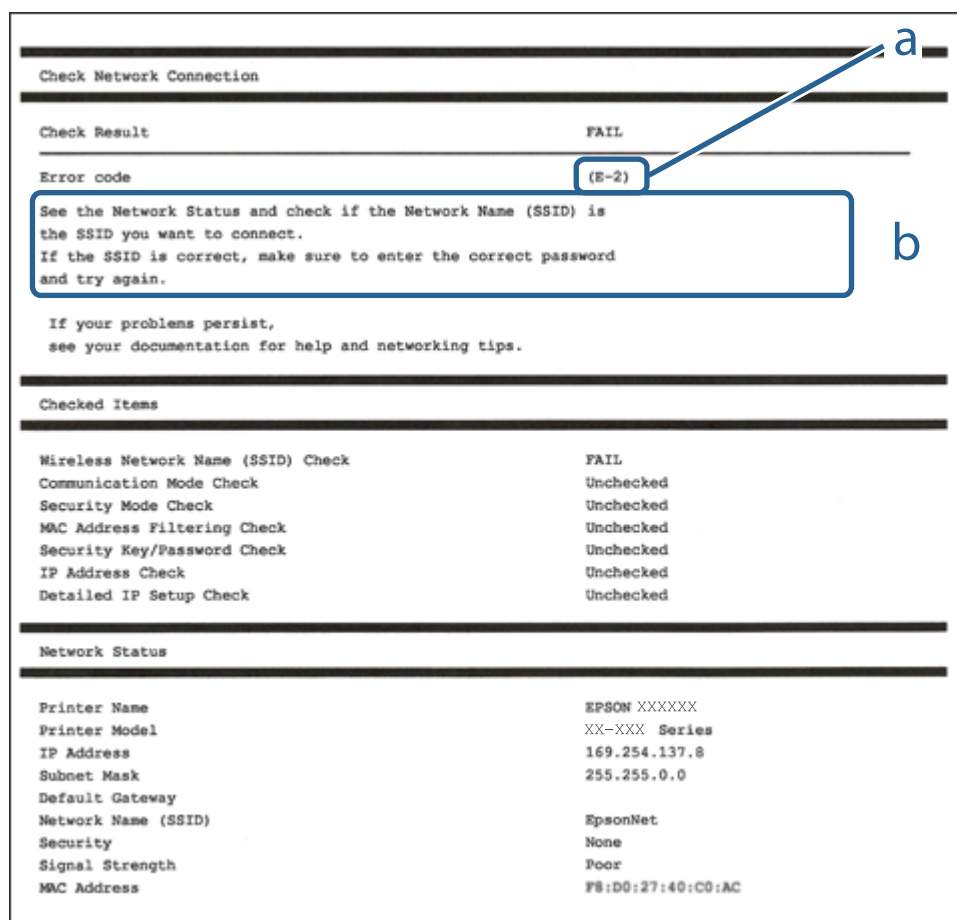 a
Check Network Connection
Check Result FAIL
Error code (E-2)
See the Network Status and check if the Network Name (SSID) is
the SSID you want to connect.
If the SSID is correct, make sure to enter the correct password
and try again.
b
If your problems persist,
see your documentation for help and networking tips.
Checked Items
Wireless Network Name (SSID) Check FAIL
Communication Mode Check Unchecked
Security Mode Check Unchecked
MAC Address Filtering Check Unchecked
Security Key/Password Check Unchecked
IP Address Check Unchecked
Detailed IP Setup Check Unchecked
Network Status
Printer Name EPSON XXXXXX
Printer Model XX-XXX Series
IP Address 169.254.137.8
Subnet Mask 255.255.0.0
Default Gateway
Network Name (SSID) EpsonNet
Security None
Signal Strength Poor
MAC Address F8:D0:27:40:C0:AC